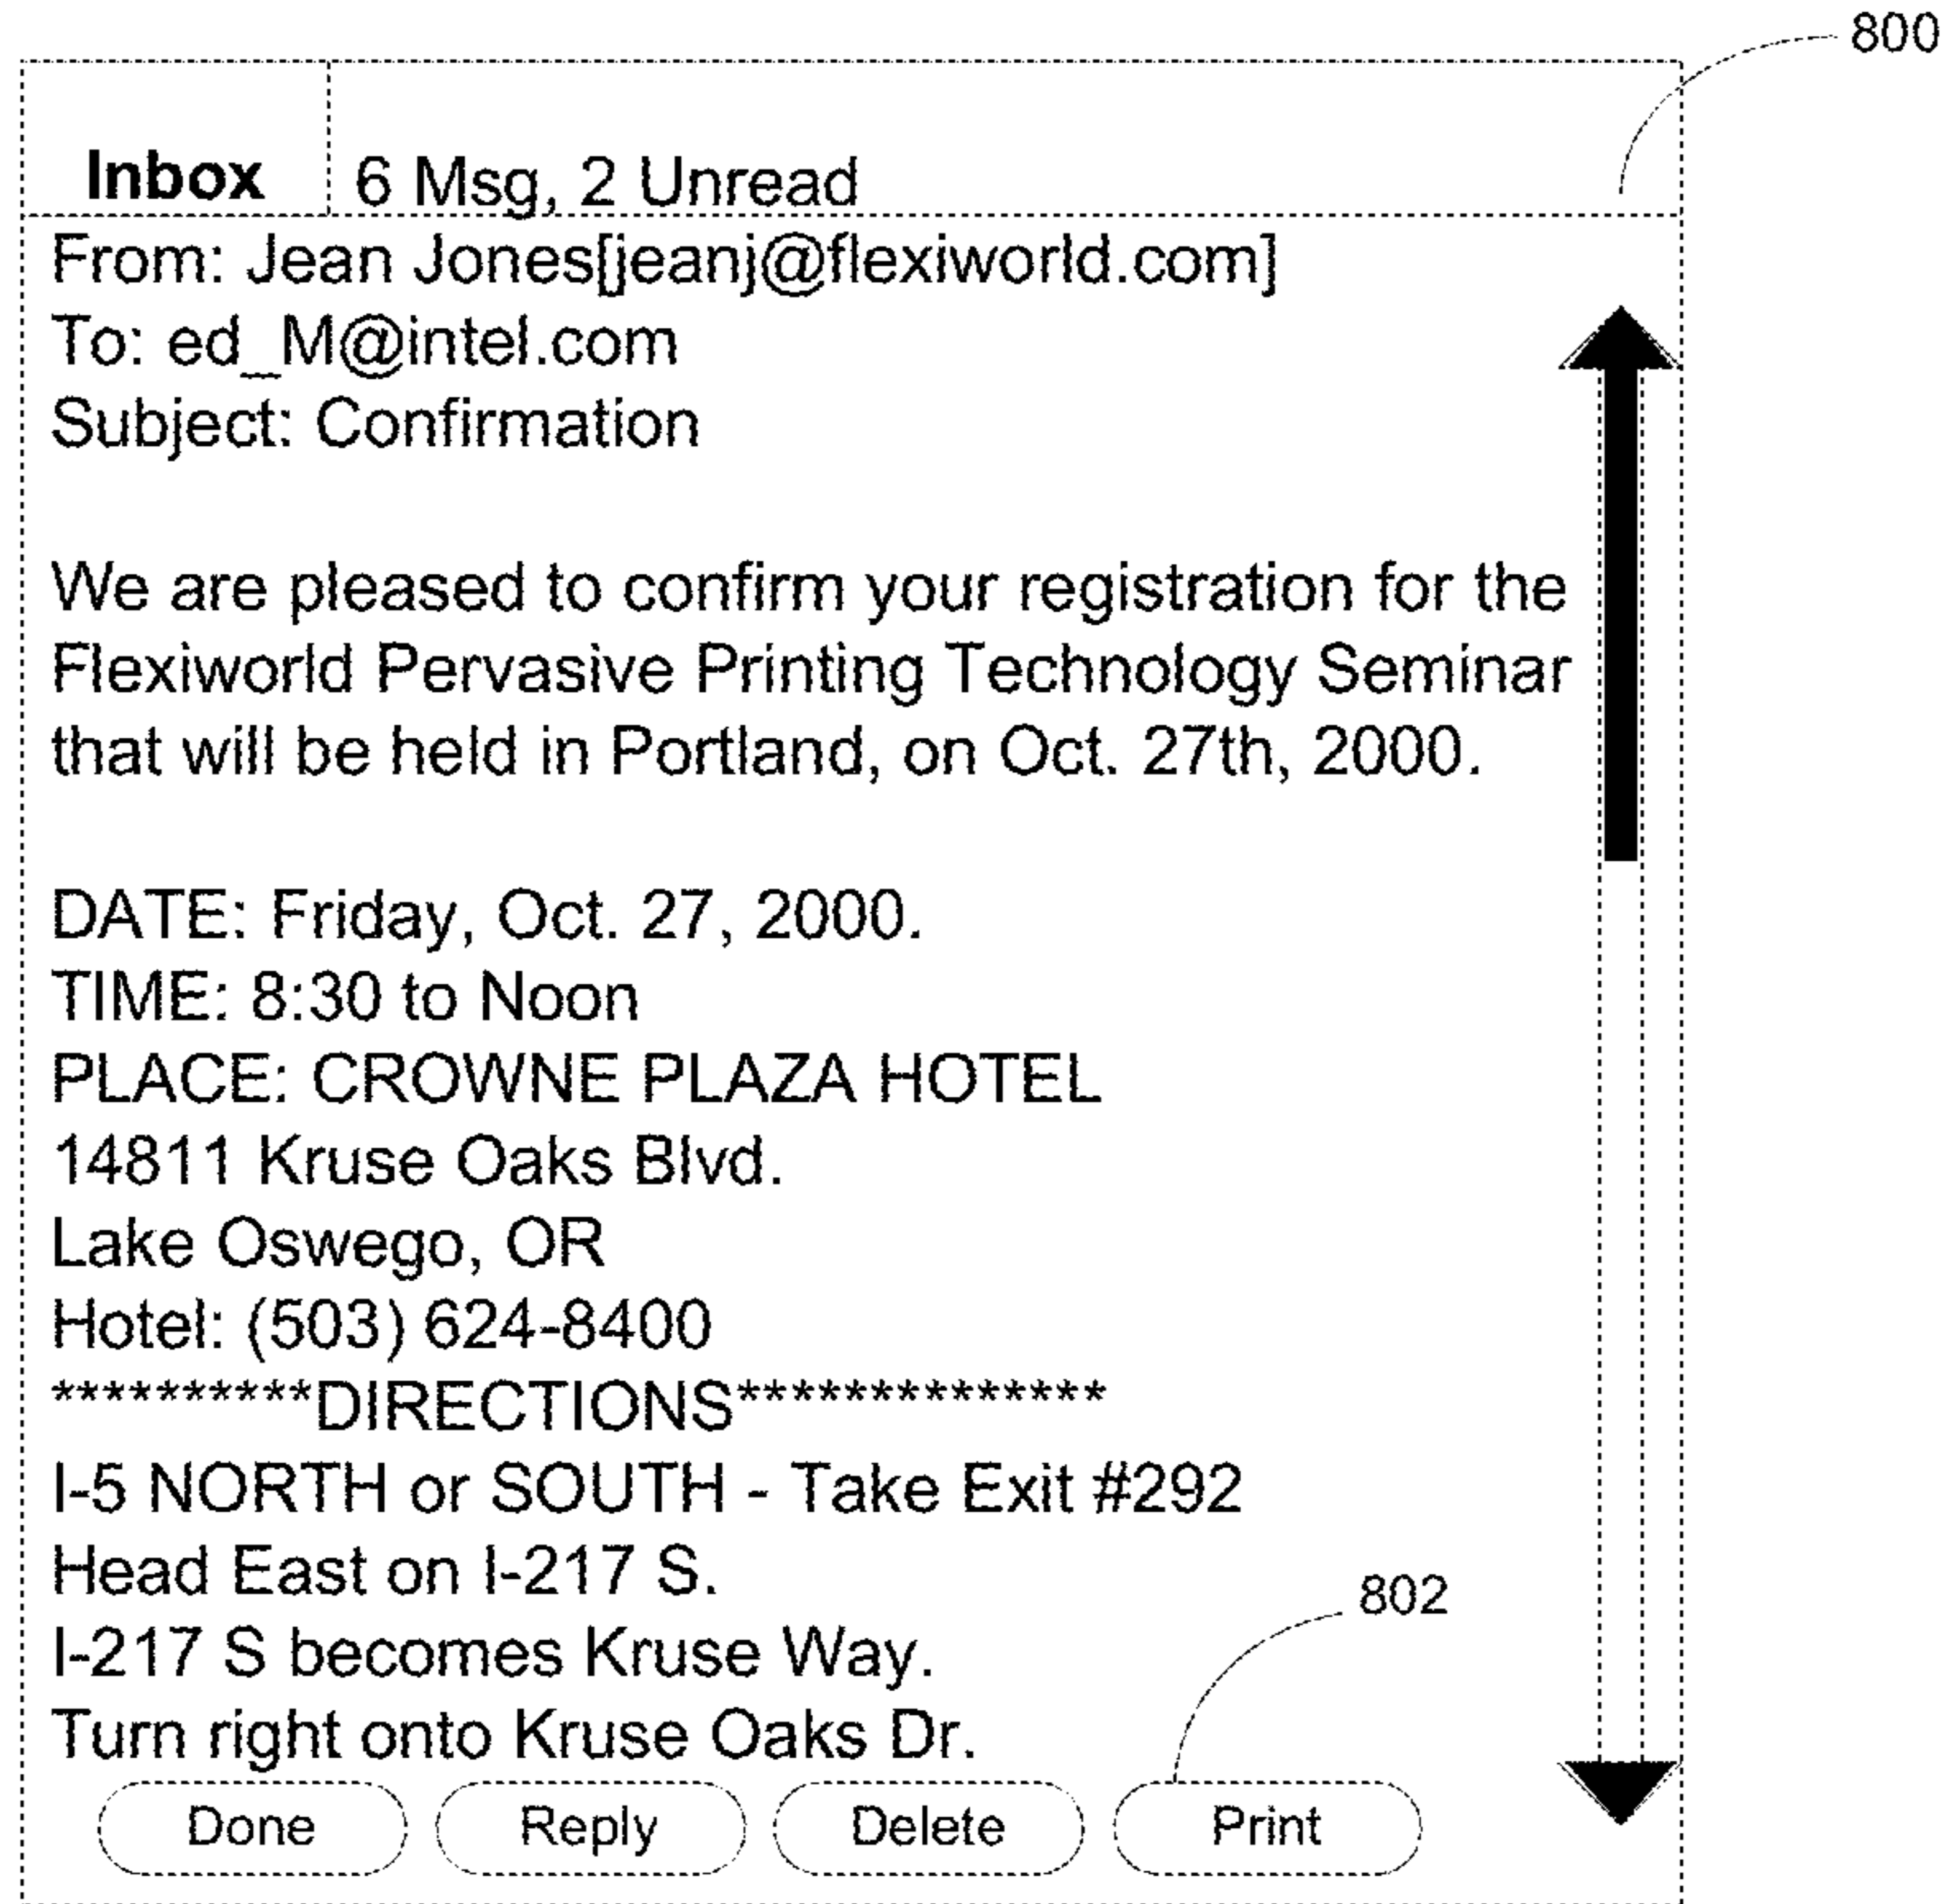 800
Inbox 6 Msg, 2 Unread
From: Jean Jones[jeanj@flexiworld.com]
To: ed_M@intel.com
Subject: Confirmation
We are pleased to confirm your registration for the
Flexiworld Pervasive Printing Technology Seminar
that will be held in Portland, on Oct. 27th, 2000.
DATE: Friday, Oct. 27, 2000.
TIME: 8:30 to Noon
PLACE: CROWNE PLAZA HOTEL
14811 Kruse Oaks Blvd.
Lake Oswego, OR
Hotel: (503) 624-8400
**********DIRECTIONS**************
I-5 NORTH or SOUTH - Take Exit #292
Head East on I-217 S.
802
I-217 S becomes Kruse Way.
Turn right onto Kruse Oaks Dr.
Done Reply Delete Print